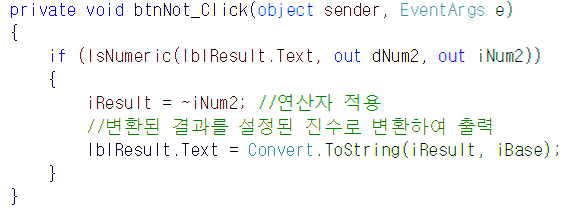 private void btnNot_Click(object sender, EventArgs e)
{
    if (IsNumeric(lblResult.Text, out dNum2, out iNum2))
    {
        iResult = ~iNum2; //연산자 적용
        //변환된 결과를 설정된 진수로 변환하여 출력
        lblResult.Text = Convert.ToString(iResult, iBase);
    }
}